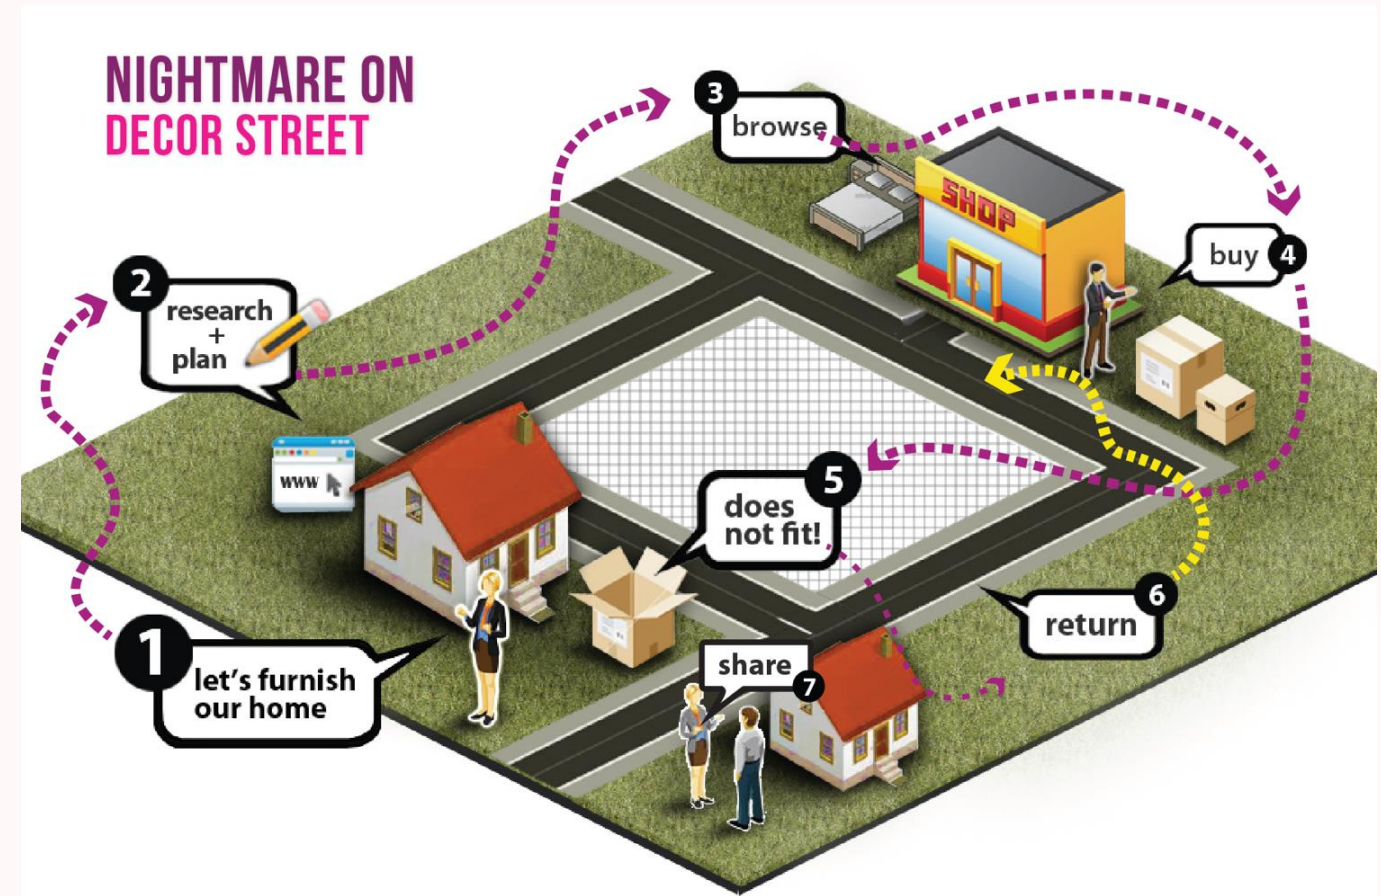 NIGHTMARE ON
DECOR STREET
1
let's furnish
our home
2
research
+
plan
www
3
browse
SHOP
buy
4
5
does
not fit!
6
return
share
7